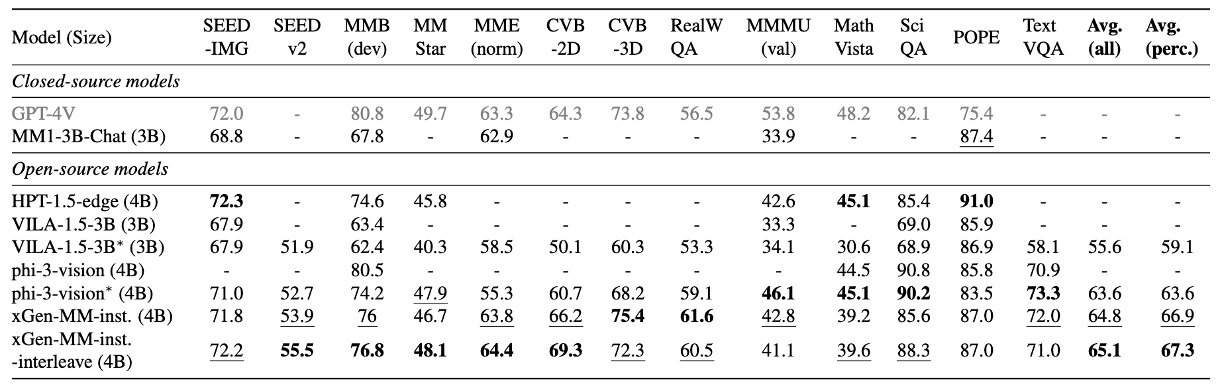 Model (Size) SEED -IMG SEED v2 MMB (dev) MM Star MME (norm) CVB -2D CVB -3D RealW QA MMMU (val) Math Vista Sci QA POPE Text VQA Avg. (all) Avg. (perc.)
Closed-source models
GPT-4V 72.0 - 80.8 49.7 63.3 64.3 73.8 56.5 53.8 48.2 82.1 75.4 - - -
MM1-3B-Chat (3B) 68.8 - 67.8 - 62.9 - - - 33.9 - - 87.4 - - -
Open-source models
HPT-1.5-edge (4B) 72.3 - 74.6 45.8 - - - - 42.6 45.1 85.4 91.0 - - -
VILA-1.5-3B (3B) 67.9 - 63.4 - - - - - 33.3 - 69.0 85.9 - - -
VILA-1.5-3B* (3B) 67.9 51.9 62.4 40.3 58.5 50.1 60.3 53.3 34.1 30.6 68.9 86.9 58.1 55.6 59.1
phi-3-vision (4B) - - 80.5 - - - - - - 44.5 90.8 85.8 70.9 - -
phi-3-vision* (4B) 71.0 52.7 74.2 47.9 55.3 60.7 68.2 59.1 46.1 45.1 90.2 83.5 73.3 63.6 63.6
xGen-MM-inst. (4B) 71.8 53.9 76 46.7 63.8 66.2 75.4 61.6 42.8 39.2 85.6 87.0 72.0 64.8 66.9
xGen-MM-inst.
-interleave (4B) 72.2 55.5 76.8 48.1 64.4 69.3 72.3 60.5 41.1 39.6 88.3 87.0 71.0 65.1 67.3